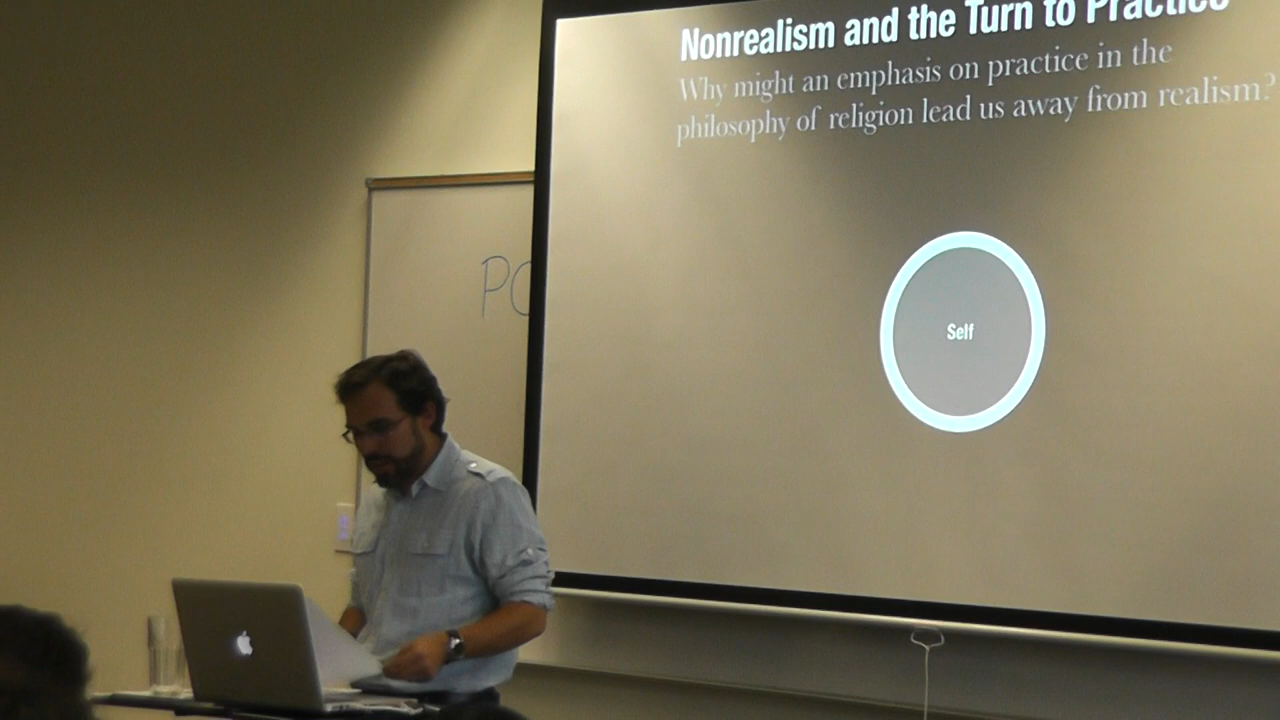 Nonrealism and the Turn to Practice
Why might an emphasis on practice in the
philosophy of religion lead us away from realism?
Self
PO